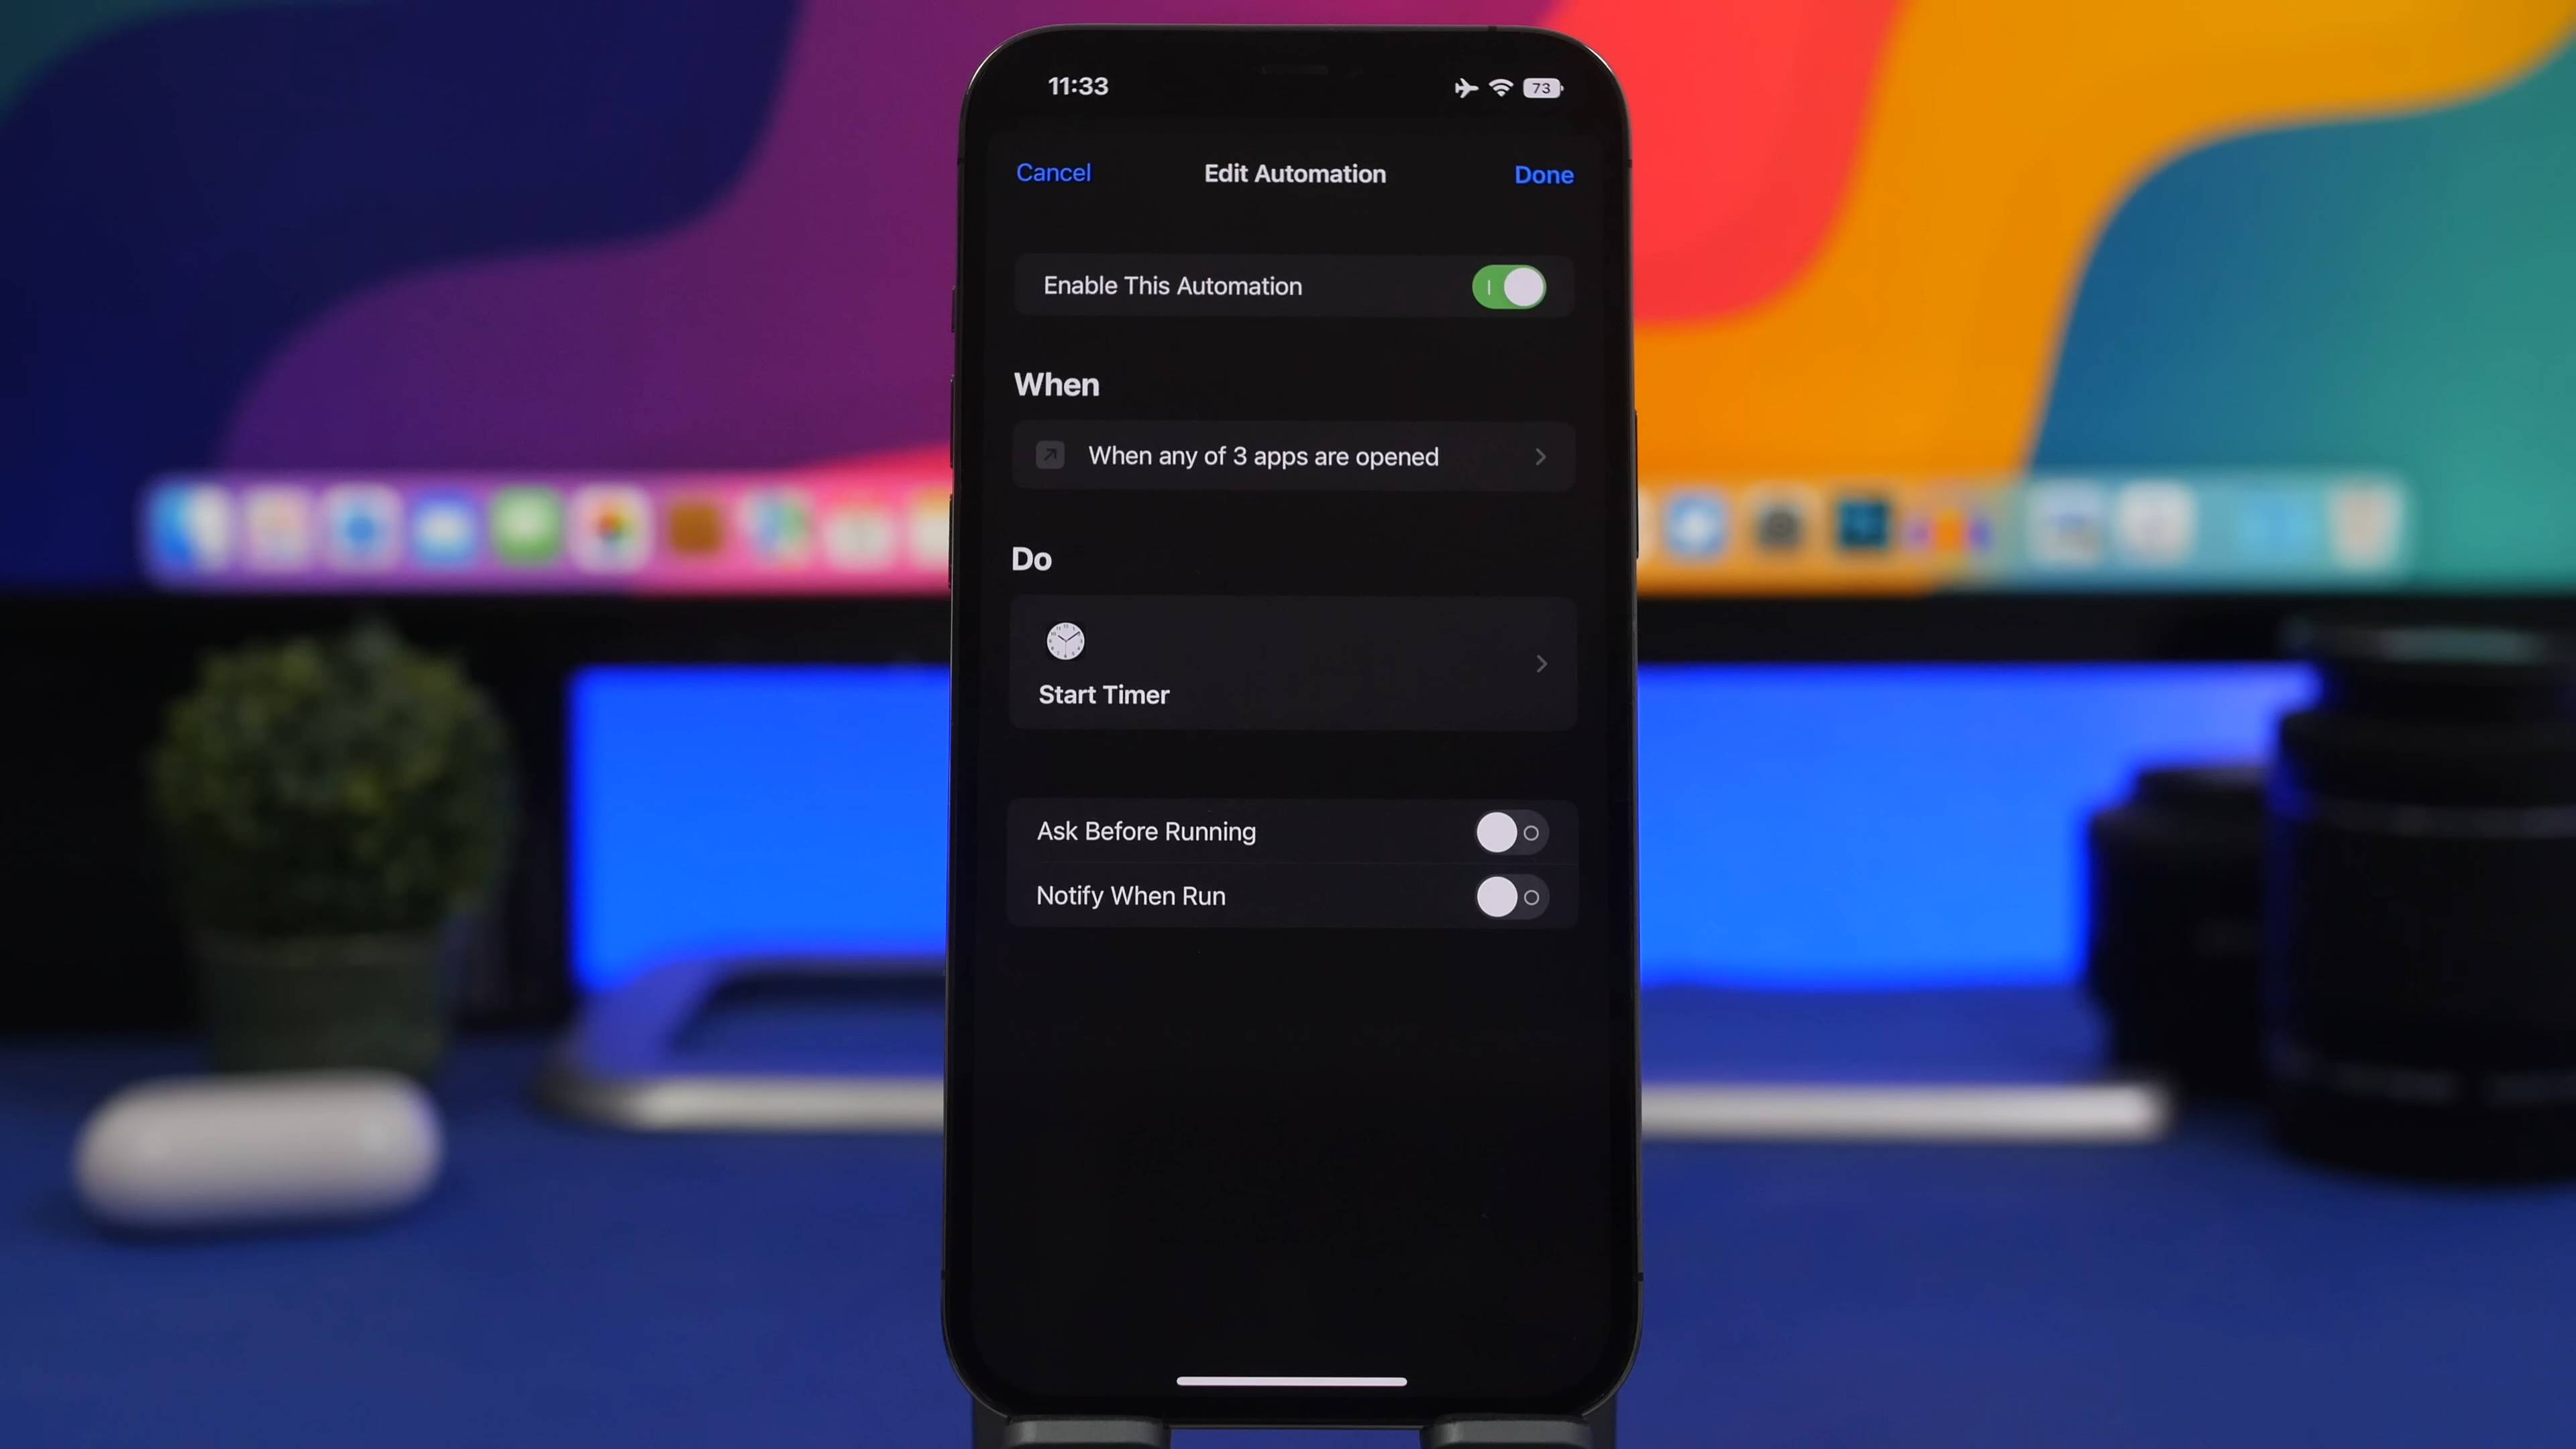 11:33
73
Cancel
Edit Automation
Done
Enable This Automation
When
When any of 3 apps are opened
Do
Start Timer
Ask Before Running
Notify When Run